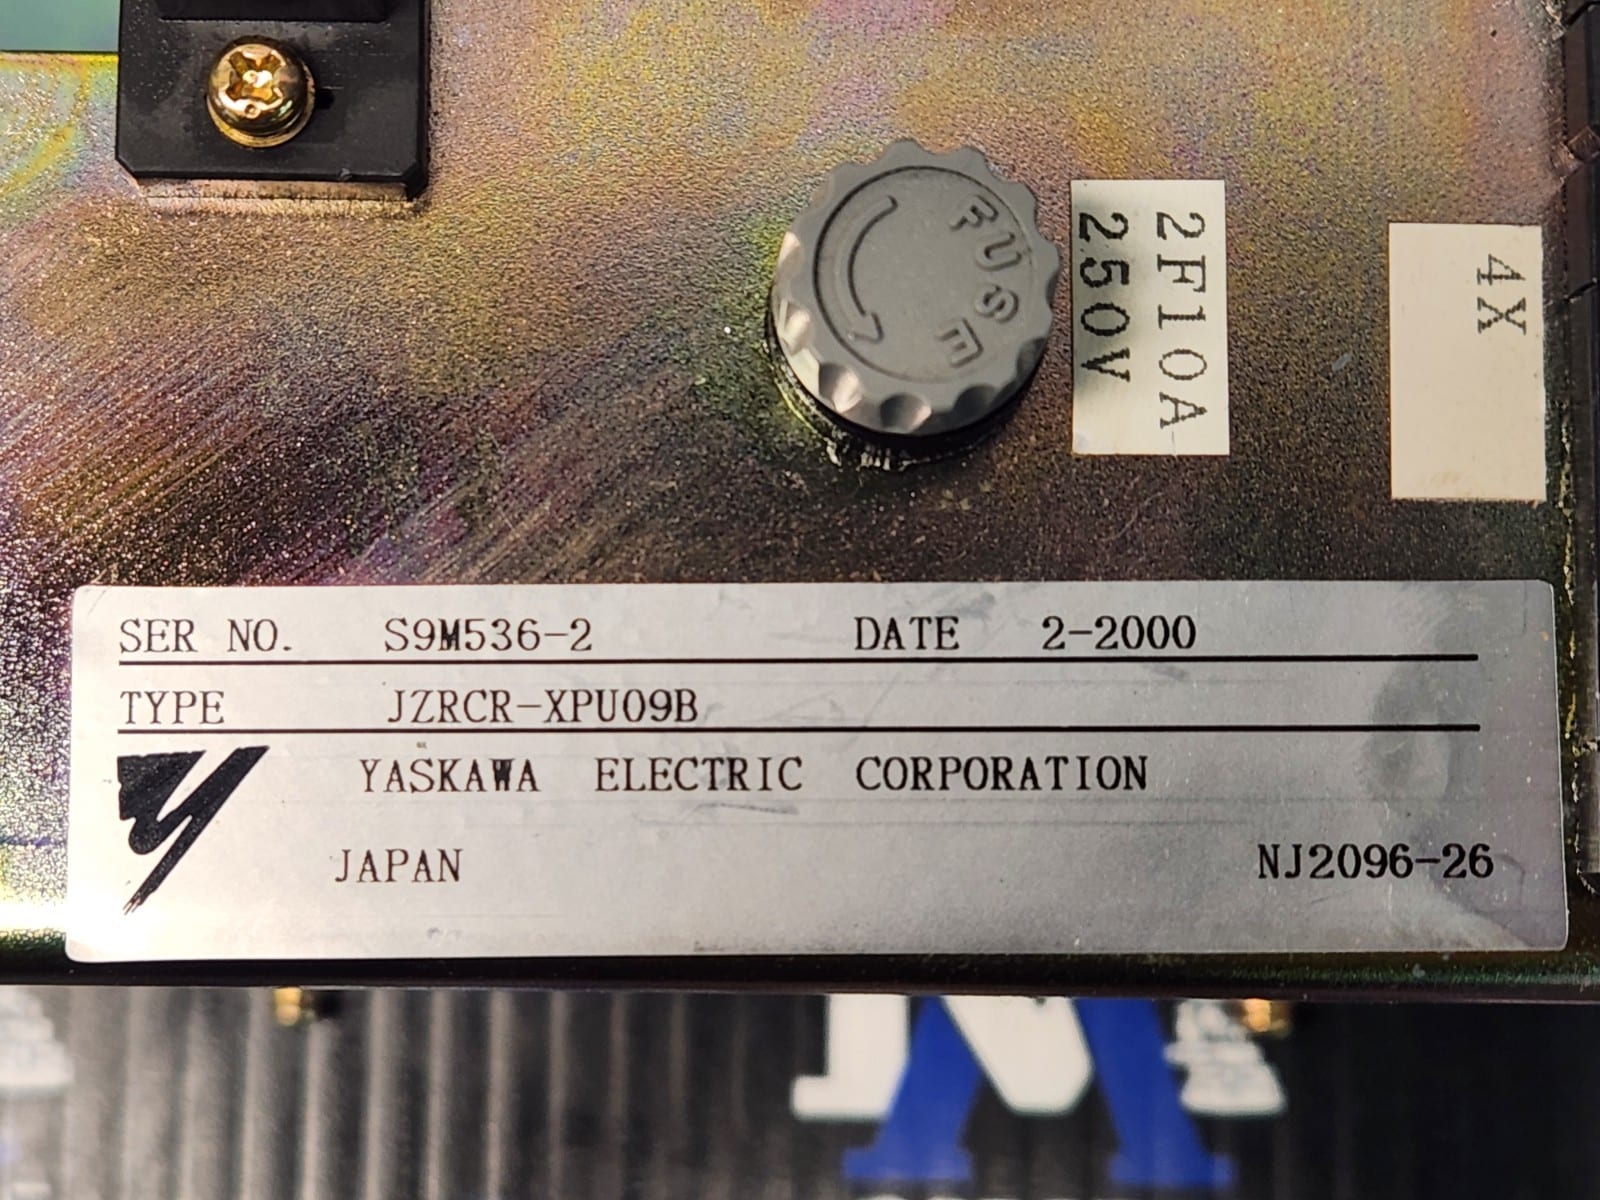 FUSE
2F10A
250V
4X
SER NO. S9M536-2 DATE 2-2000
TYPE JZRCR-XPU09B
YASKAWA ELECTRIC CORPORATION
JAPAN NJ2096-26